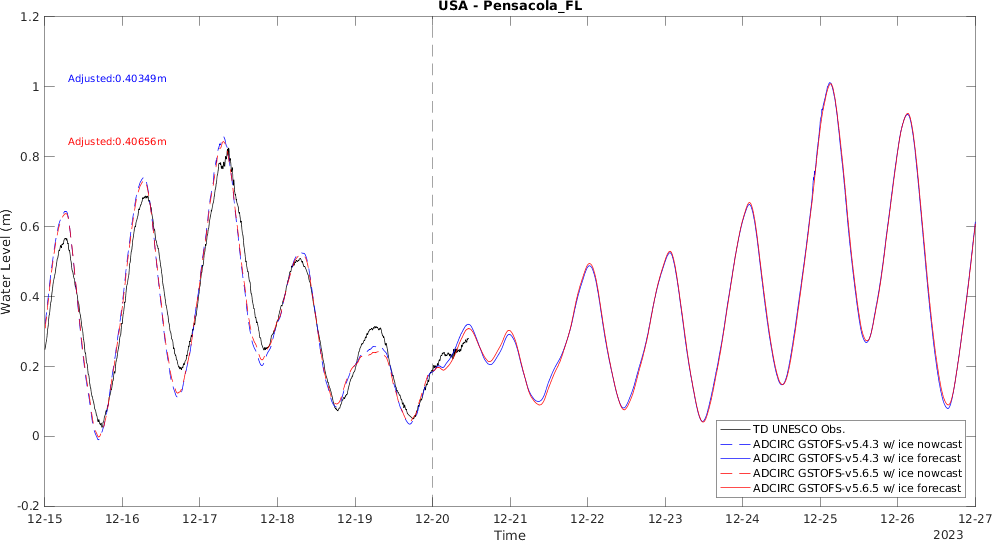 USA - Pensacola_FL
1.2
1
0.8
0.6
0.4
0.2
0
-0.2
Water Level (m)
Adjusted:0.40349m
Adjusted:0.40656m
TD UNESCO Obs.
ADCIRC GSTOFS-v5.4.3 w/ ice nowcast
ADCIRC GSTOFS-v5.4.3 w/ ice forecast
ADCIRC GSTOFS-v5.6.5 w/ ice nowcast
ADCIRC GSTOFS-v5.6.5 w/ ice forecast
12-15 12-16 12-17 12-18 12-19 12-20 12-21 12-22 12-23 12-24 12-25 12-26 12-27
Time
2023